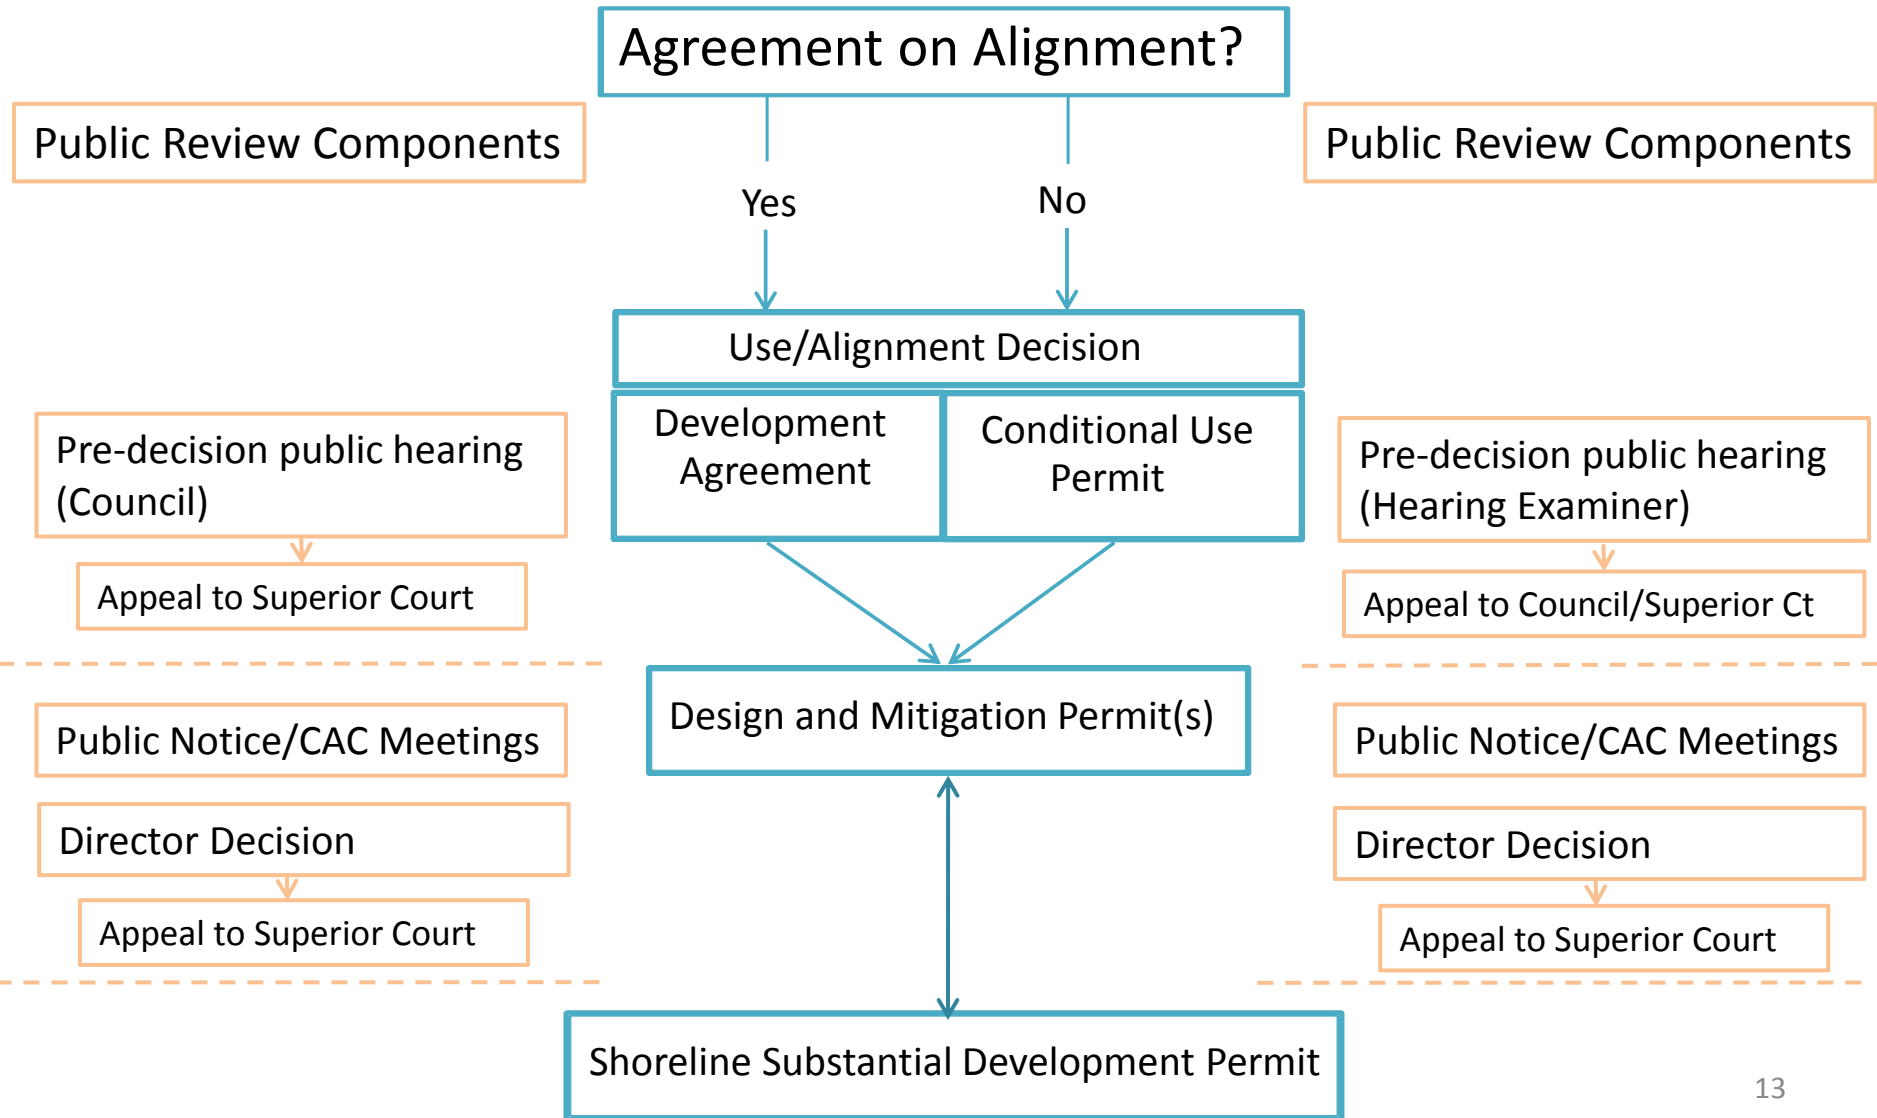 Agreement on Alignment?
Public Review Components
Public Review Components
Yes
No
Use/Alignment Decision
Development
Agreement
Conditional Use
Permit
Pre-decision public hearing
(Council)
Appeal to Superior Court
Pre-decision public hearing
(Hearing Examiner)
Appeal to Council/Superior Ct
Design and Mitigation Permit(s)
Public Notice/CAC Meetings
Director Decision
Appeal to Superior Court
Public Notice/CAC Meetings
Director Decision
Appeal to Superior Court
Shoreline Substantial Development Permit
13